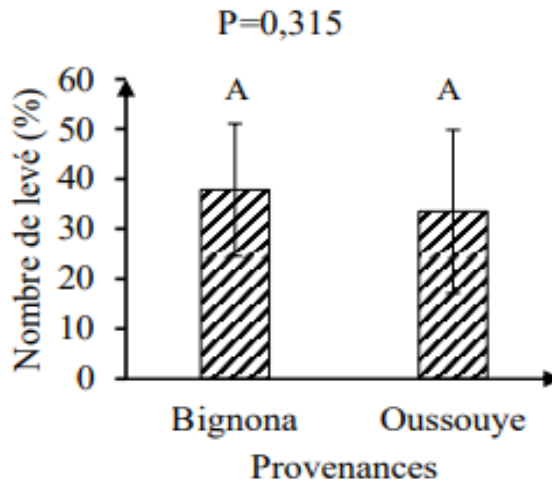 P=0,315
Nombre de levé (%)
60
50
40
30
20
10
0
A A
Bignona Oussouye
Provenances